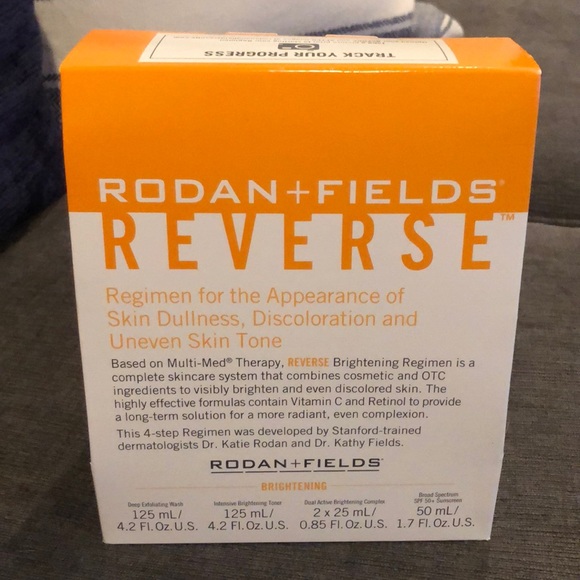 TRACK YOUR PROGRESS
RODAN+FIELDS®
REVERSE™
Regimen for the Appearance of
Skin Dullness, Discoloration and
Uneven Skin Tone
Based on Multi-Med® Therapy, REVERSE Brightening Regimen is a
complete skincare system that combines cosmetic and OTC
ingredients to visibly brighten and even discolored skin. The
highly effective formulas contain Vitamin C and Retinol to provide
a long-term solution for a more radiant, even complexion.
This 4-step Regimen was developed by Stanford-trained
dermatologists Dr. Katie Rodan and Dr. Kathy Fields.
RODAN+FIELDS®
BRIGHTENING
Deep Exfoliating Wash
125 mL/
4.2 Fl. Oz. U.S.
Intensive Brightening Toner
125 mL/
4.2 Fl. Oz. U.S.
Dual Active Brightening Complex
2 x 25 mL/
0.85 Fl. Oz. U.S.
Broad Spectrum
SPF 50+ Sunscreen
50 mL/
1.7 Fl. Oz. U.S.